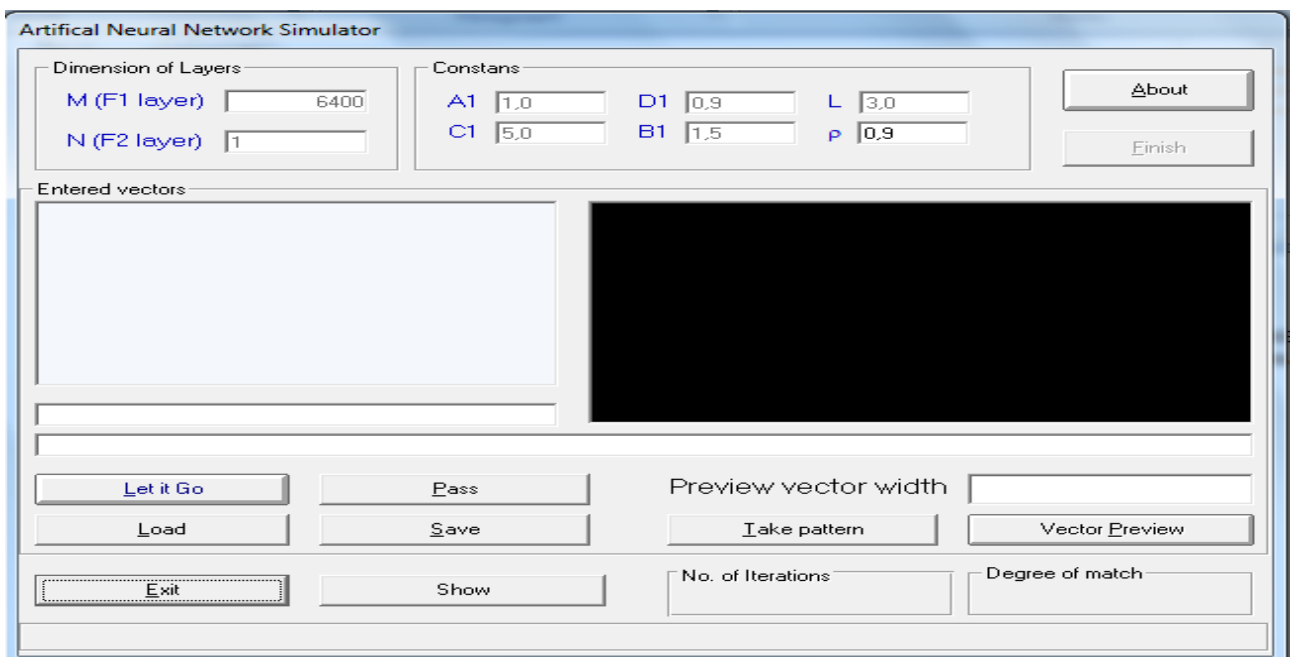 Artifical Neural Network Simulator
Dimension of Layers
M (F1 layer) 6400
N (F2 layer) 1
Constans
A1 1,0 D1 0,9 L 3,0
C1 5,0 B1 1,5 ρ 0,9
About
Finish
Entered vectors
Let it Go Pass Preview vector width
Load Save Take pattern Vector Preview
Exit Show No. of Iterations Degree of match